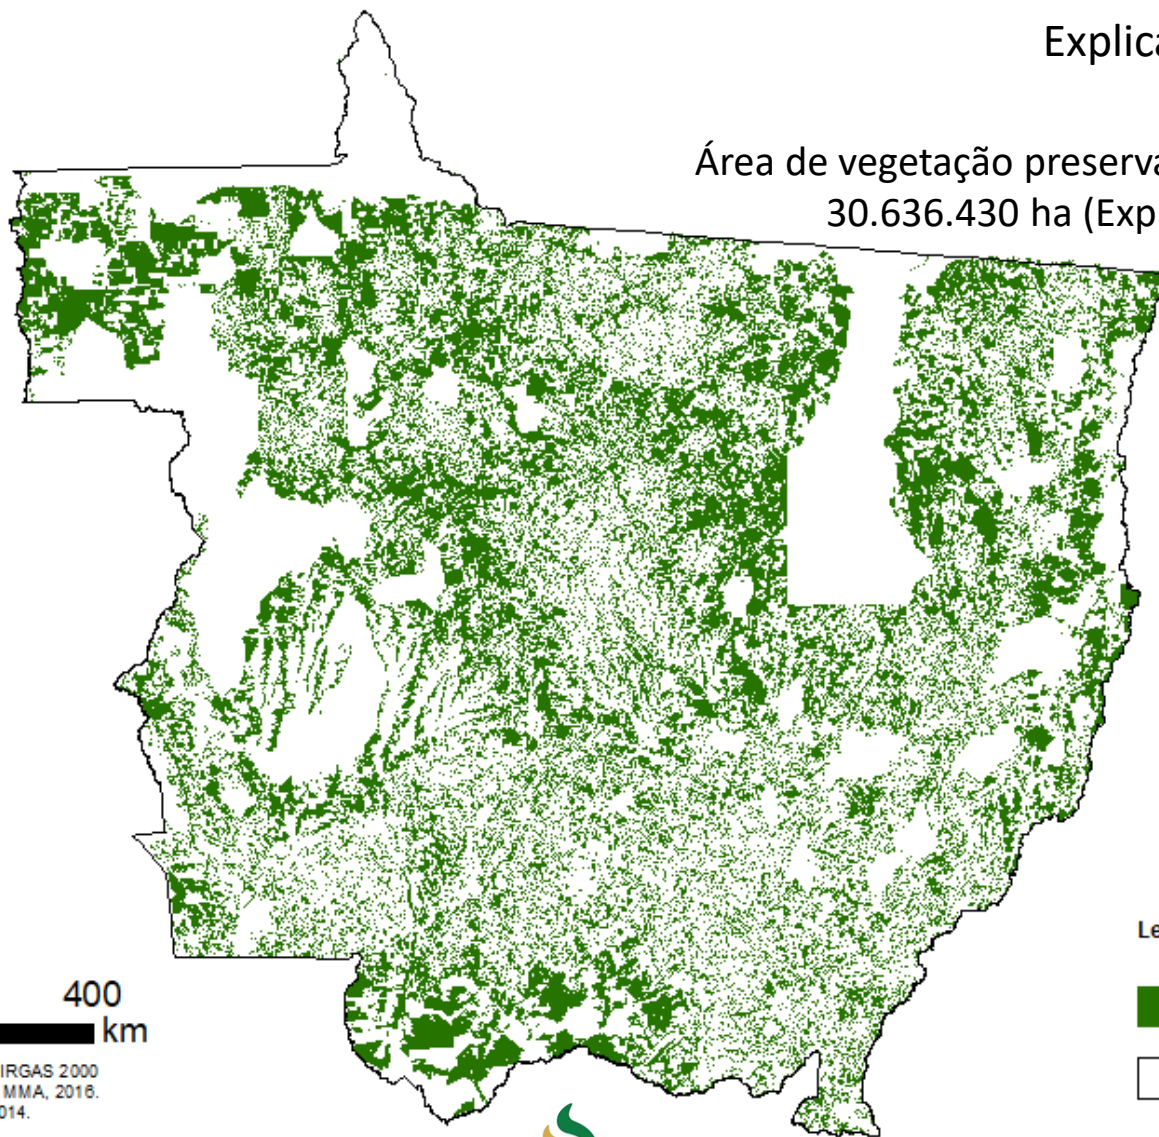 Explica
Área de vegetação preserva
30.636.430 ha (Exp
400
km
IRGAS 2000
MMA, 2016.
014.
Le